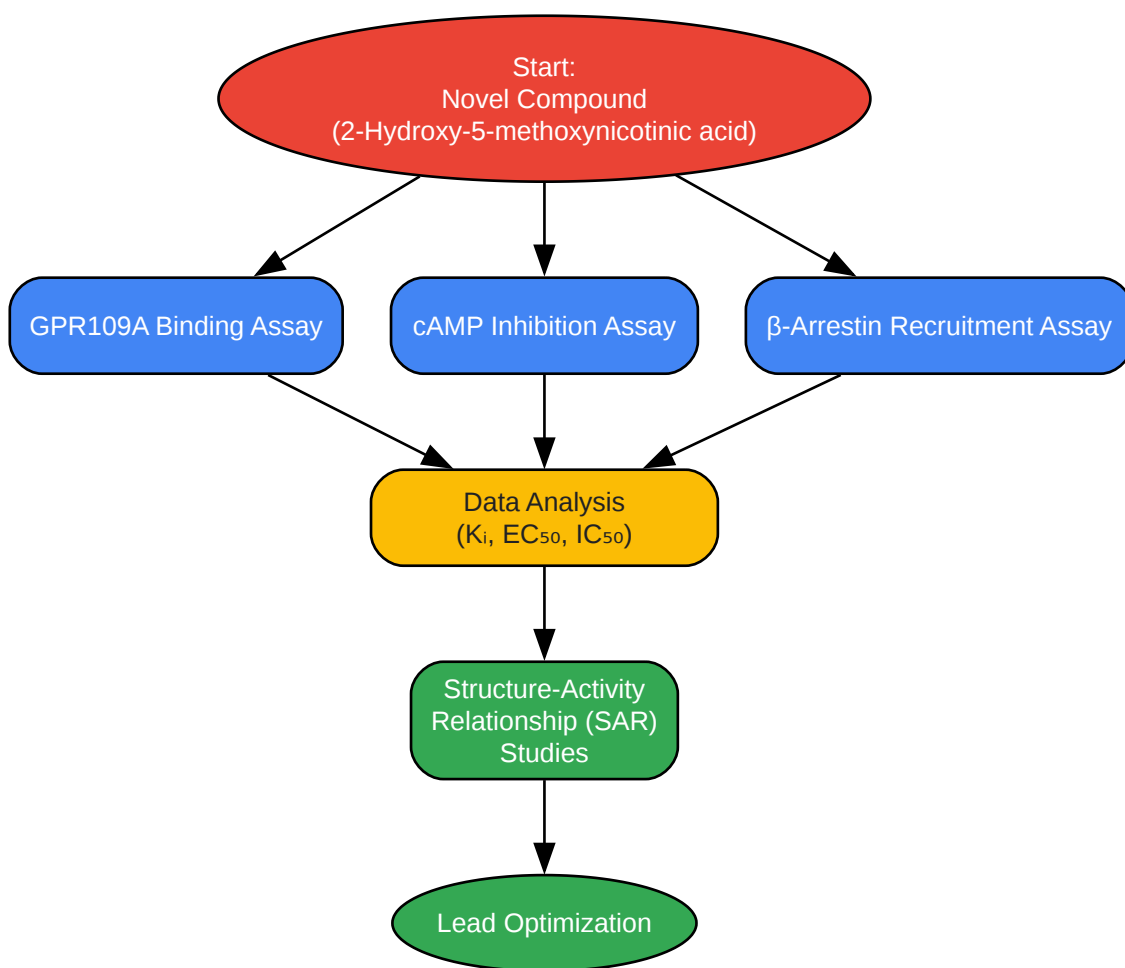 Start:
Novel Compound
(2-Hydroxy-5-methoxynicotinic acid)
GPR109A Binding Assay
cAMP Inhibition Assay
β-Arrestin Recruitment Assay
Data Analysis
(Kᵢ, EC₅₀, IC₅₀)
Structure-Activity
Relationship (SAR)
Studies
Lead Optimization